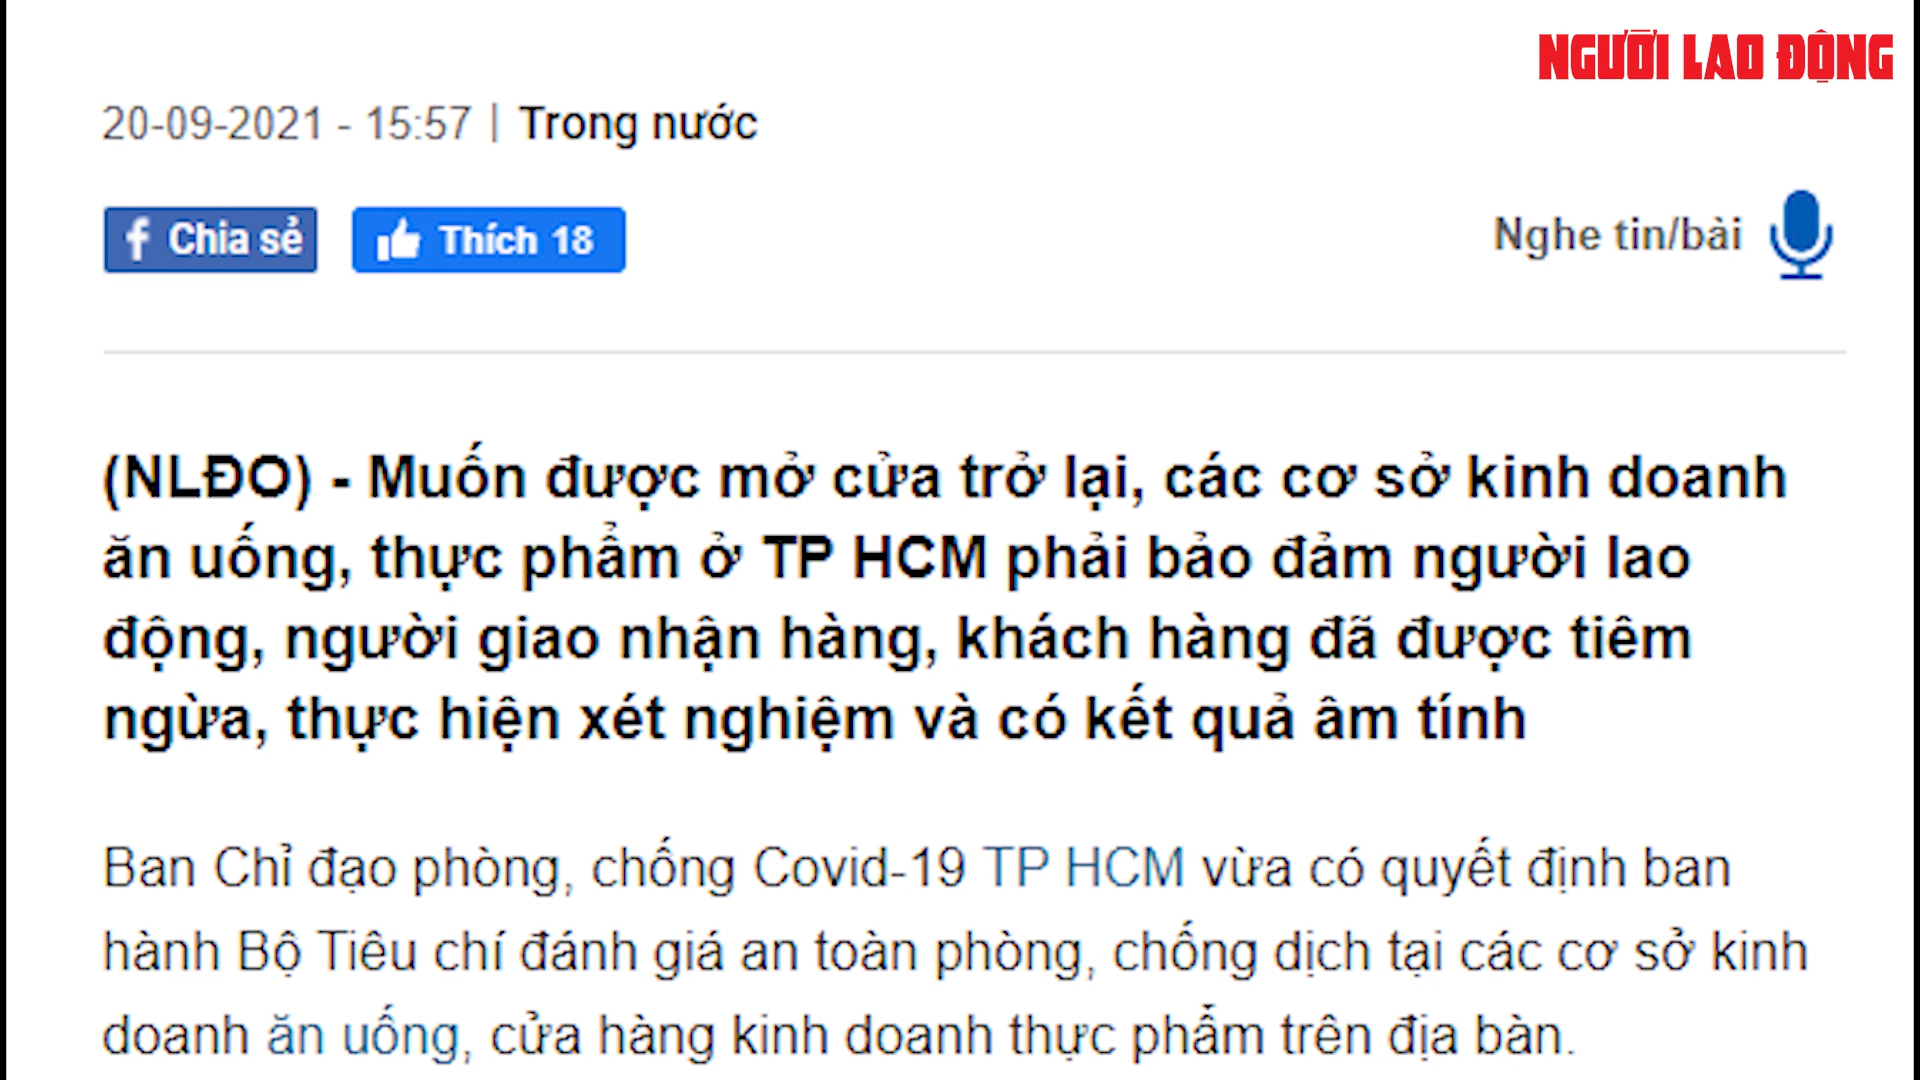 NGƯỜI LAO ĐỘNG
20-09-2021 - 15:57 | Trong nước
Chia sẻ
Thích 18
Nghe tin/bài
(NLĐO) - Muốn được mở cửa trở lại, các cơ sở kinh doanh
ăn uống, thực phẩm ở TP HCM phải bảo đảm người lao
động, người giao nhận hàng, khách hàng đã được tiêm
ngừa, thực hiện xét nghiệm và có kết quả âm tính
Ban Chỉ đạo phòng, chống Covid-19 TP HCM vừa có quyết định ban
hành Bộ Tiêu chí đánh giá an toàn phòng, chống dịch tại các cơ sở kinh
doanh ăn uống, cửa hàng kinh doanh thực phẩm trên địa bàn.